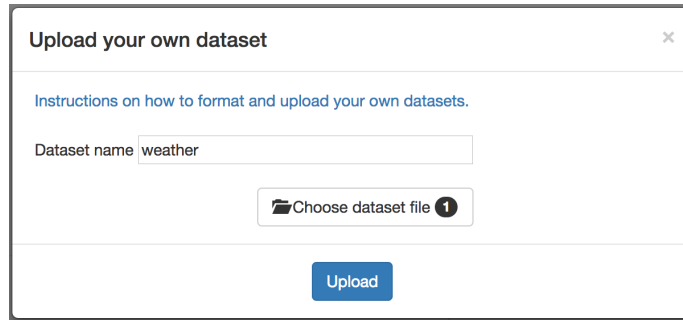 Upload your own dataset ×
Instructions on how to format and upload your own datasets.
Dataset name weather
Choose dataset file 1
Upload